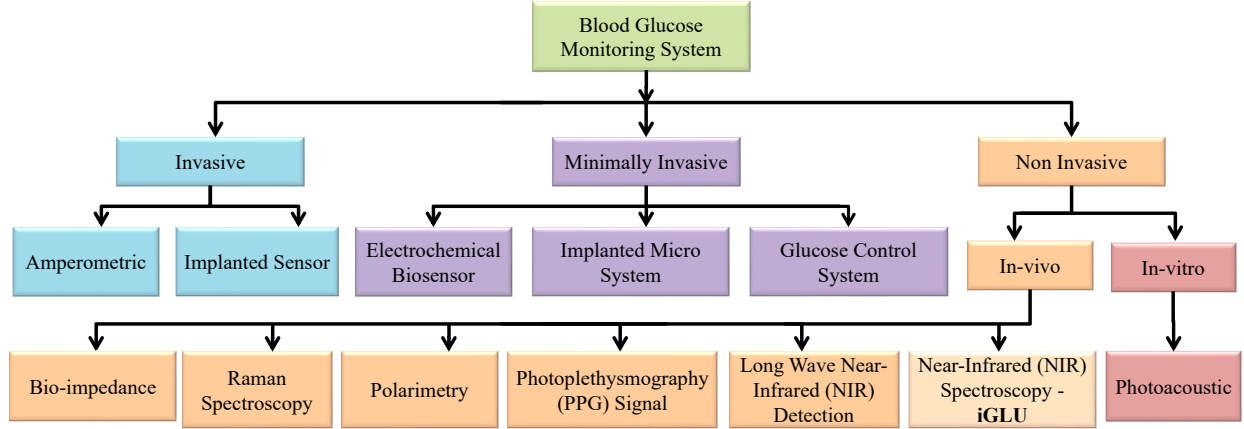 Blood Glucose
Monitoring System
Invasive
Minimally Invasive
Non Invasive
Amperometric
Implanted Sensor
Electrochemical
Biosensor
Implanted Micro
System
Glucose Control
System
In-vivo
In-vitro
Bio-impedance
Raman
Spectroscopy
Polarimetry
Photoplethysmography
(PPG) Signal
Long Wave Near-
Infrared (NIR)
Detection
Near-Infrared (NIR)
Spectroscopy -
iGLU
Photoacoustic